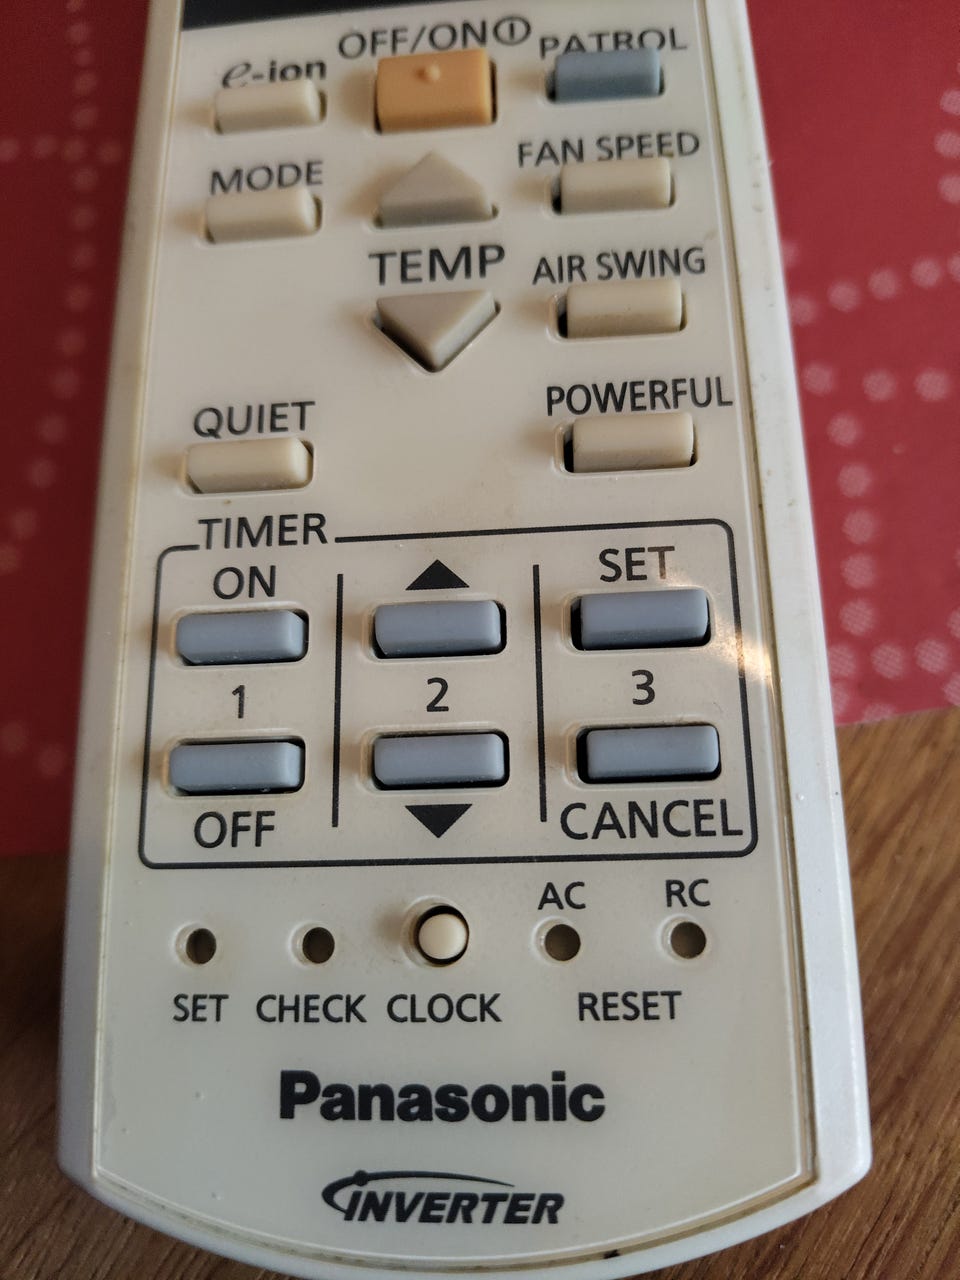 OFF/ON
PATROL
e-ion
MODE
FAN SPEED
TEMP
AIR SWING
QUIET
POWERFUL
TIMER
ON
SET
1
2
3
OFF
CANCEL
AC
RC
SET
CHECK
CLOCK
RESET
Panasonic
INVERTER